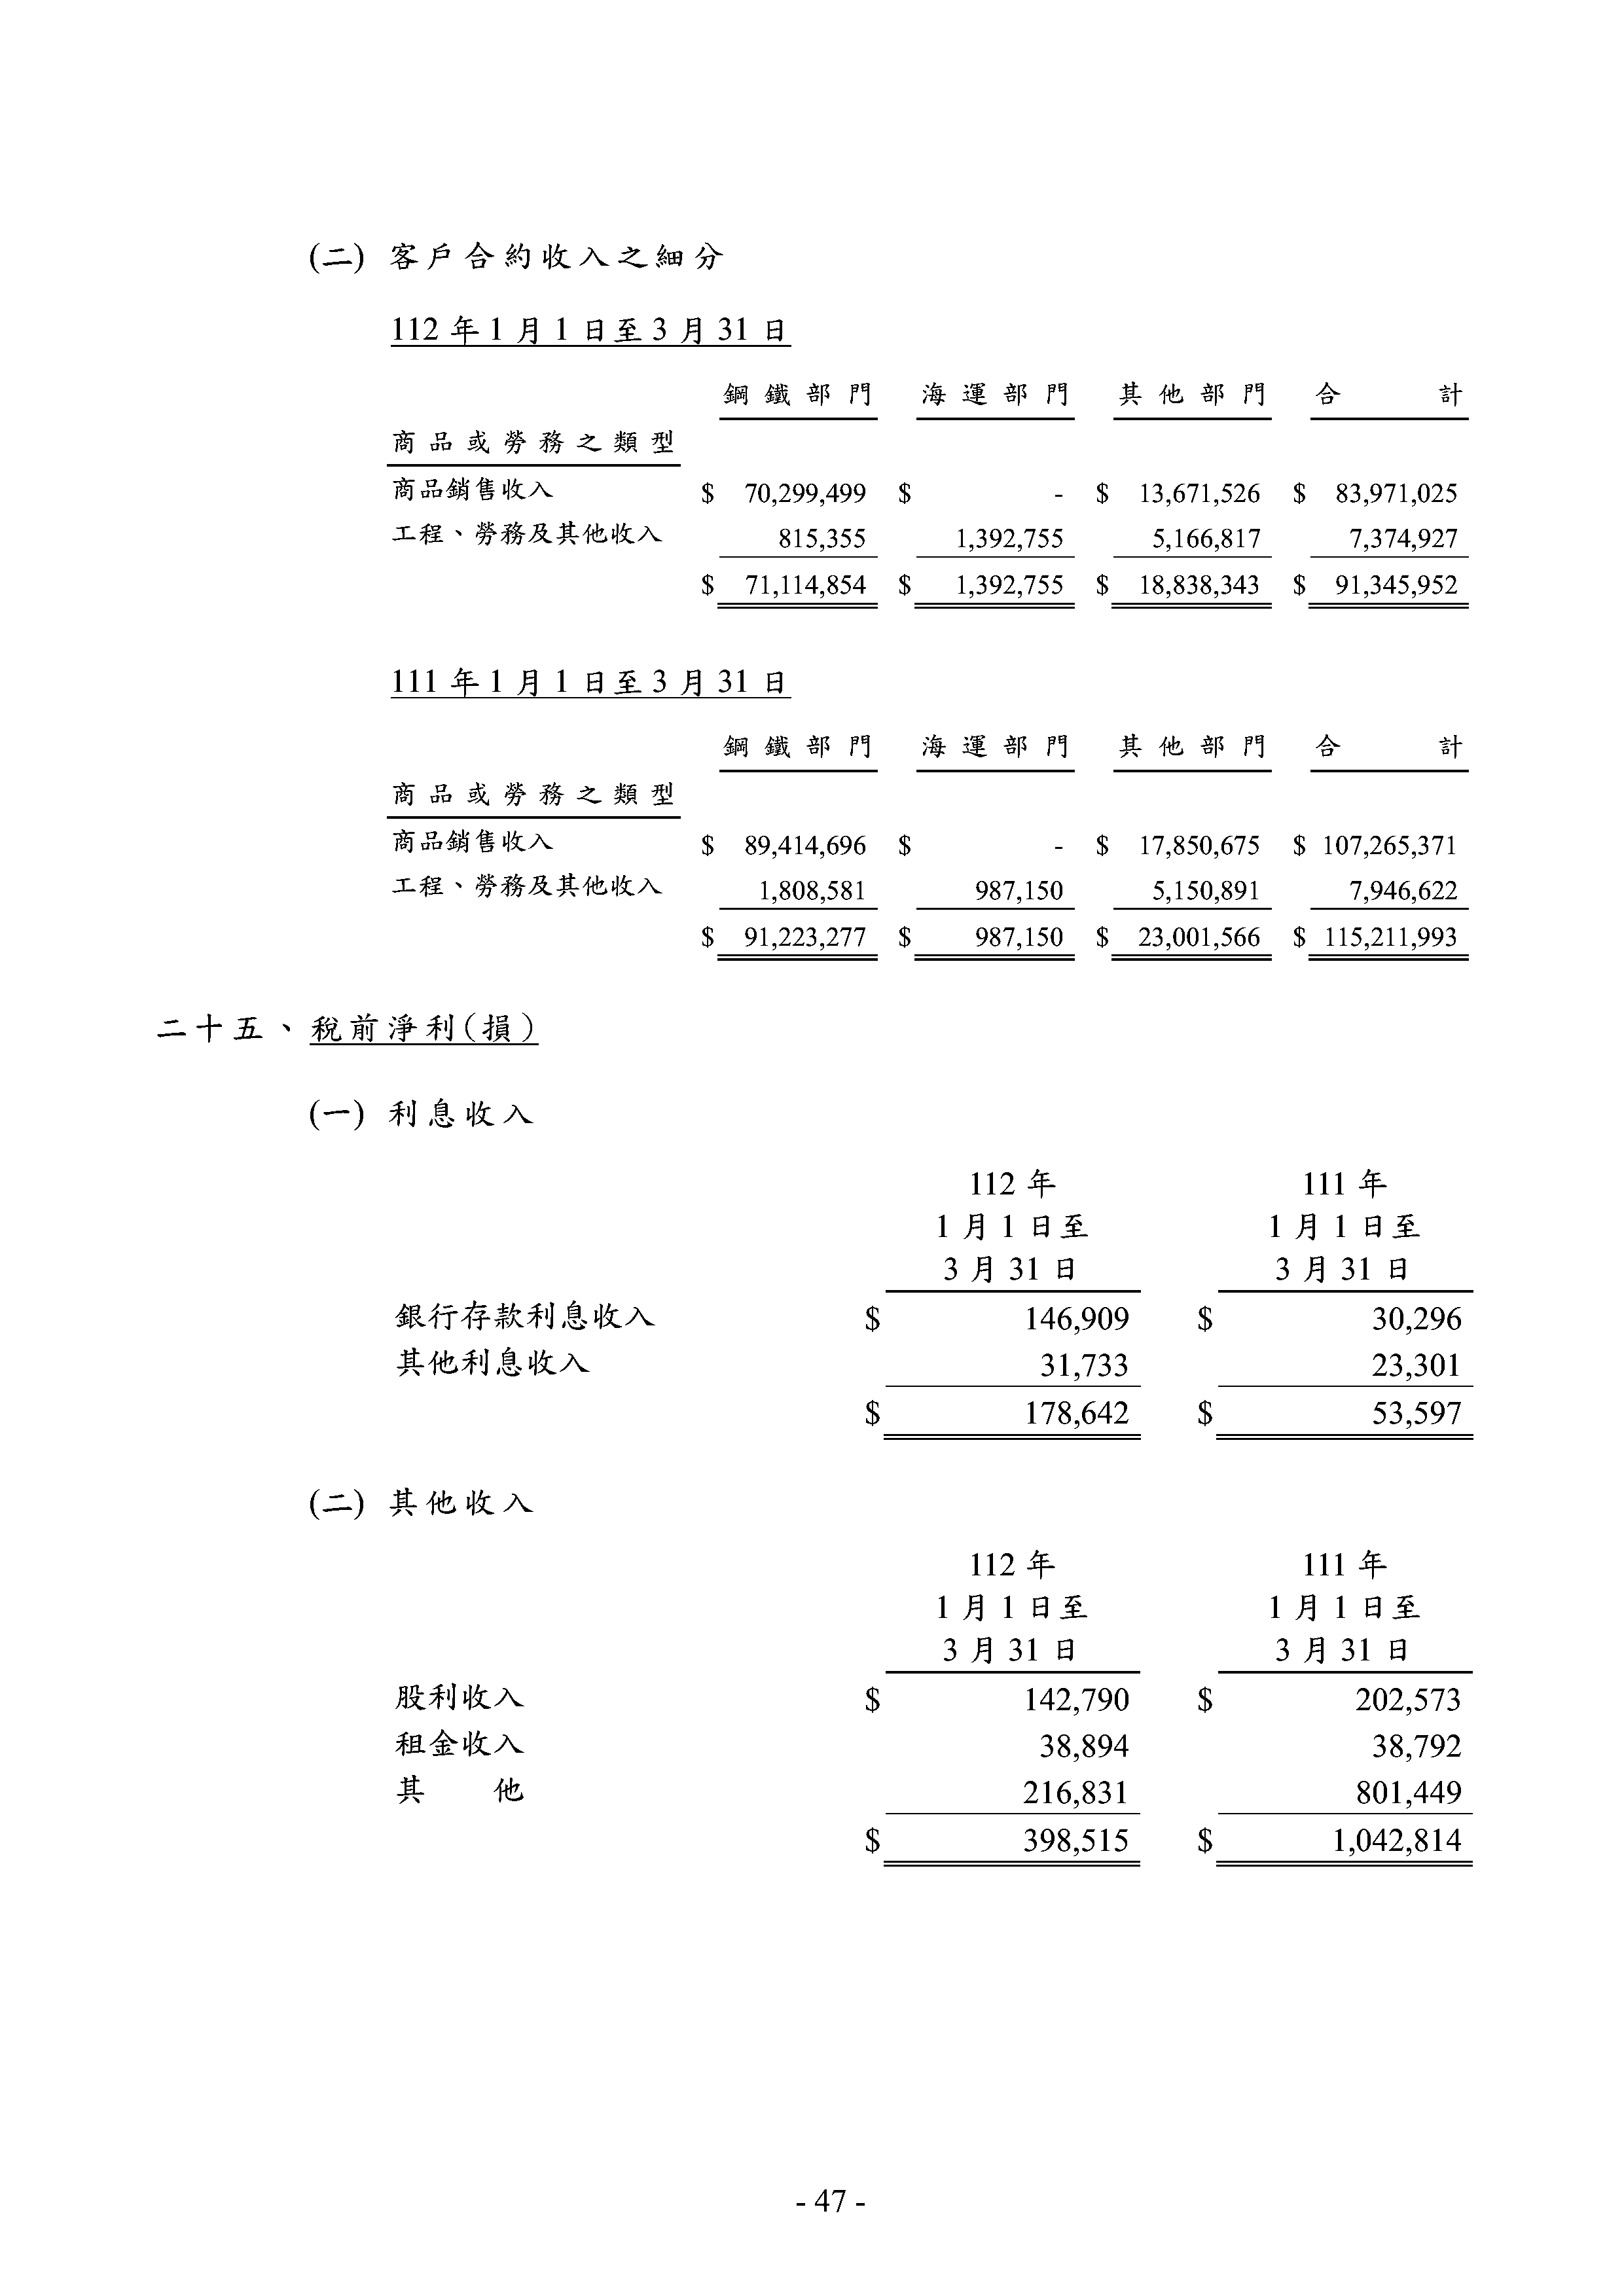 (二) 客戶合約收入之細分
112 年 1 月 1 日至 3 月 31 日
鋼鐵部門 海運部門 其他部門 合計
商品或勞務之類型
商品銷售收入 $ 70,299,499 $ - $ 13,671,526 $ 83,971,025
工程、勞務及其他收入 815,355 1,392,755 5,166,817 7,374,927
$ 71,114,854 $ 1,392,755 $ 18,838,343 $ 91,345,952
111 年 1 月 1 日至 3 月 31 日
鋼鐵部門 海運部門 其他部門 合計
商品或勞務之類型
商品銷售收入 $ 89,414,696 $ - $ 17,850,675 $ 107,265,371
工程、勞務及其他收入 1,808,581 987,150 5,150,891 7,946,622
$ 91,223,277 $ 987,150 $ 23,001,566 $ 115,211,993
二十五、稅前淨利(損)
(一) 利息收入
112 年 111 年
1 月 1 日至 1 月 1 日至
3 月 31 日 3 月 31 日
銀行存款利息收入 $ 146,909 $ 30,296
其他利息收入 31,733 23,301
$ 178,642 $ 53,597
(二) 其他收入
112 年 111 年
1 月 1 日至 1 月 1 日至
3 月 31 日 3 月 31 日
股利收入 $ 142,790 $ 202,573
租金收入 38,894 38,792
其他 216,831 801,449
$ 398,515 $ 1,042,814
- 47 -